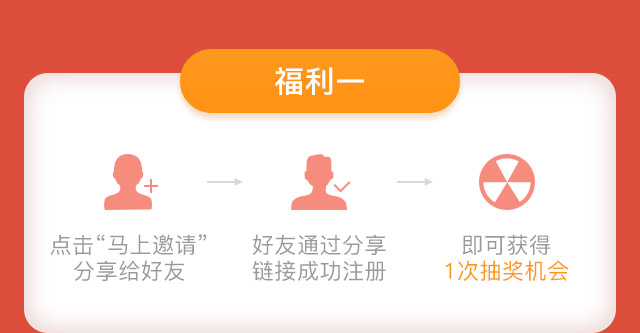 福利一
点击“马上邀请”
分享给好友
好友通过分享
链接成功注册
即可获得
1次抽奖机会